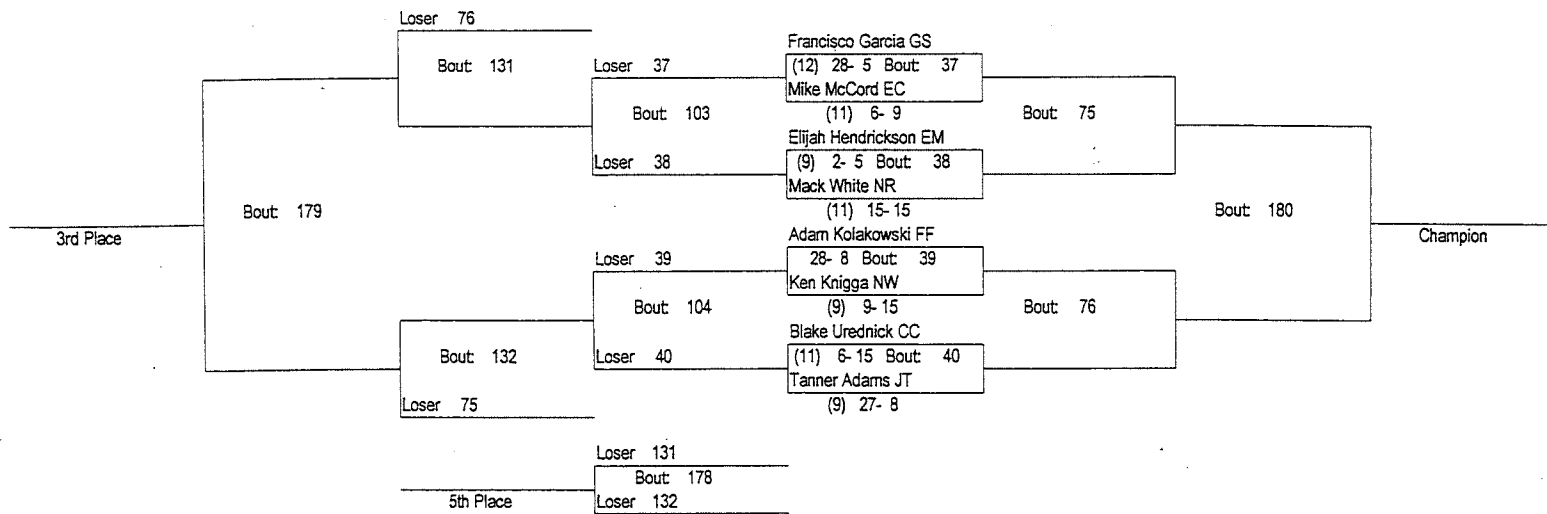 Loser 76
Bout: 131
Loser 37
Bout: 103
Loser 38
Bout: 179
3rd Place
Loser 39
Bout: 104
Loser 40
Bout: 132
Loser 75
Francisco Garcia GS
(12) 28- 5 Bout: 37
Mike McCord EC
(11) 6- 9
Elijah Hendrickson EM
(9) 2- 5 Bout: 38
Mack White NR
(11) 15- 15
Adam Kolakowski FF
28- 8 Bout: 39
Ken Knigga NW
(9) 9- 15
Blake Urednick CC
(11) 6- 15 Bout: 40
Tanner Adams JT
(9) 27- 8
Bout: 75
Bout: 76
Bout: 180
Champion
Loser 131
Bout: 178
Loser 132
5th Place